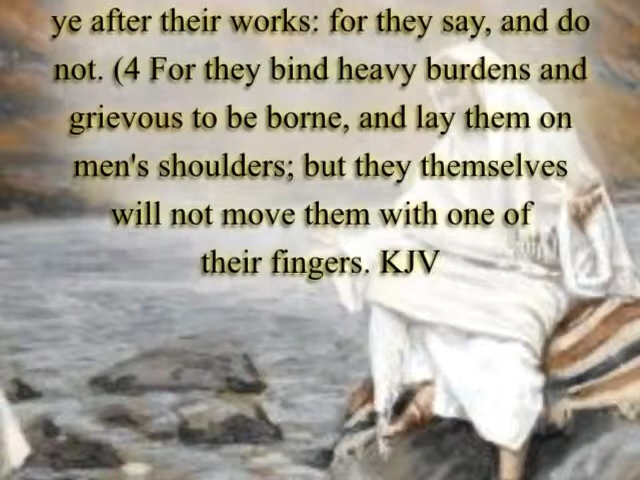 ye after their works: for they say, and do
not. (4 For they bind heavy burdens and
grievous to be borne, and lay them on
men's shoulders; but they themselves
will not move them with one of
their fingers. KJV